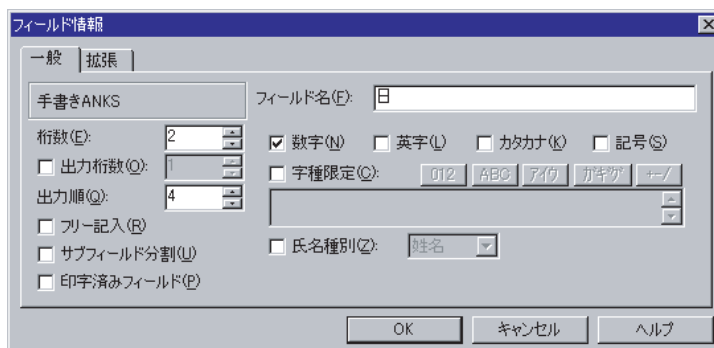 フィールド情報
一般 拡張
手書きANKS フィールド名(F): 日
桁数(E): 2 数字(N) 英字(L) カタカナ(K) 記号(S)
出力桁数(O): 1 字種限定(C): 012 ABC アイウ ガギグ +-/
出力順(Q): 4
フリー記入(R)
サブフィールド分割(U) 氏名種別(Z): 姓名
印字済みフィールド(P)
OK キャンセル ヘルプ